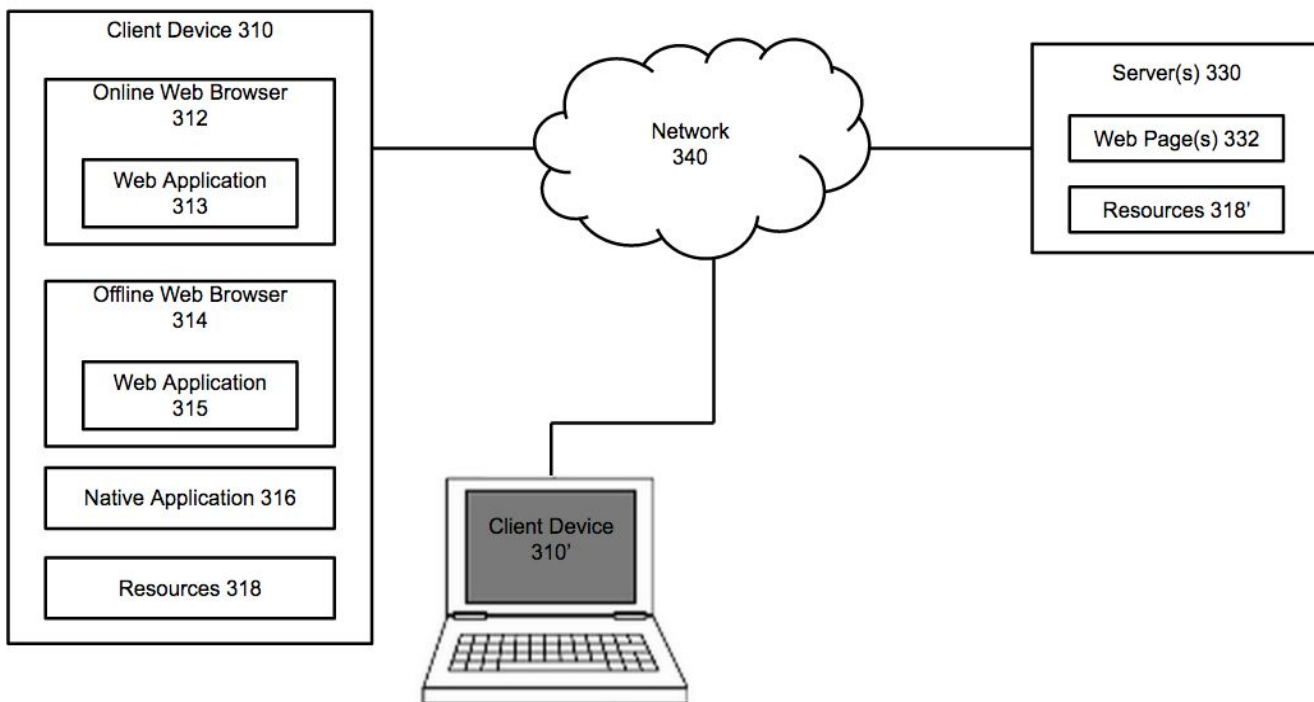 Client Device 310
Online Web Browser
312
Web Application
313
Offline Web Browser
314
Web Application
315
Native Application 316
Resources 318
Network
340
Client Device
310’
Server(s) 330
Web Page(s) 332
Resources 318’